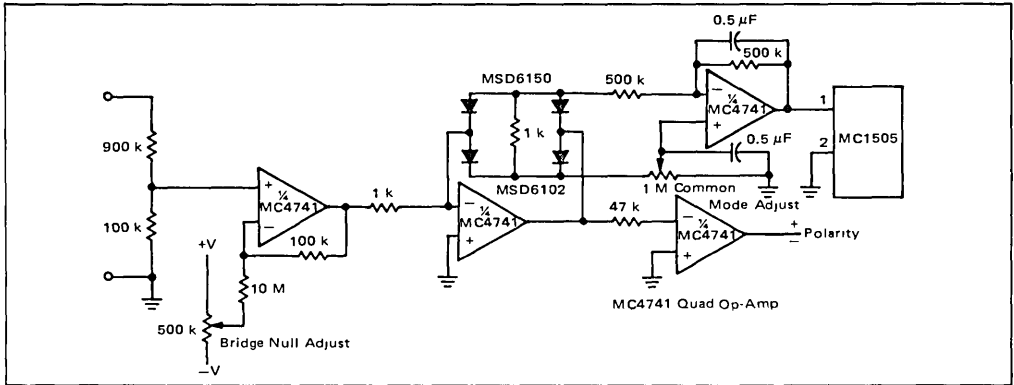 0.5 µF
500 k
MSD6150
500 k
−
¼
MC4741
+
1
MC1505
2
900 k
1 k
0.5 µF
MSD6102
1 M Common
Mode Adjust
+
¼
MC4741
−
1 k
−
¼
MC4741
+
47 k
−
¼
MC4741
+
+
−
Polarity
100 k
100 k
+V
10 M
MC4741 Quad Op-Amp
500 k
Bridge Null Adjust
−V